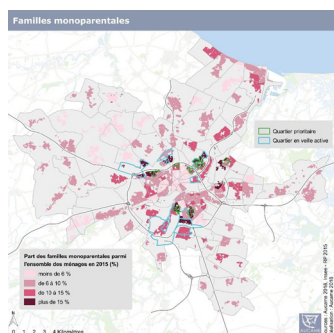 Familles monoparentales
Quartier prioritaire
Quartier en veille active
Part des familles monoparentales parmi
l'ensemble des ménages en 2015 (%)
moins de 6 %
de 6 à 10 %
de 10 à 15 %
plus de 15 %
0 1 2 3 4 Kilomètres